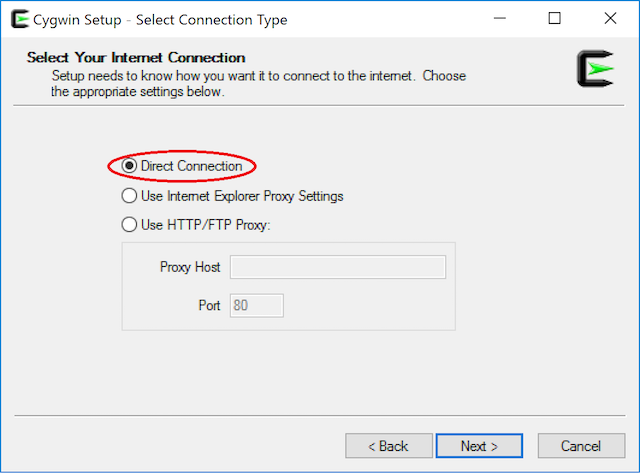 Cygwin Setup - Select Connection Type
Select Your Internet Connection
Setup needs to know how you want it to connect to the internet. Choose
the appropriate settings below.
Direct Connection
Use Internet Explorer Proxy Settings
Use HTTP/FTP Proxy:
Proxy Host
Port 80
< Back Next > Cancel